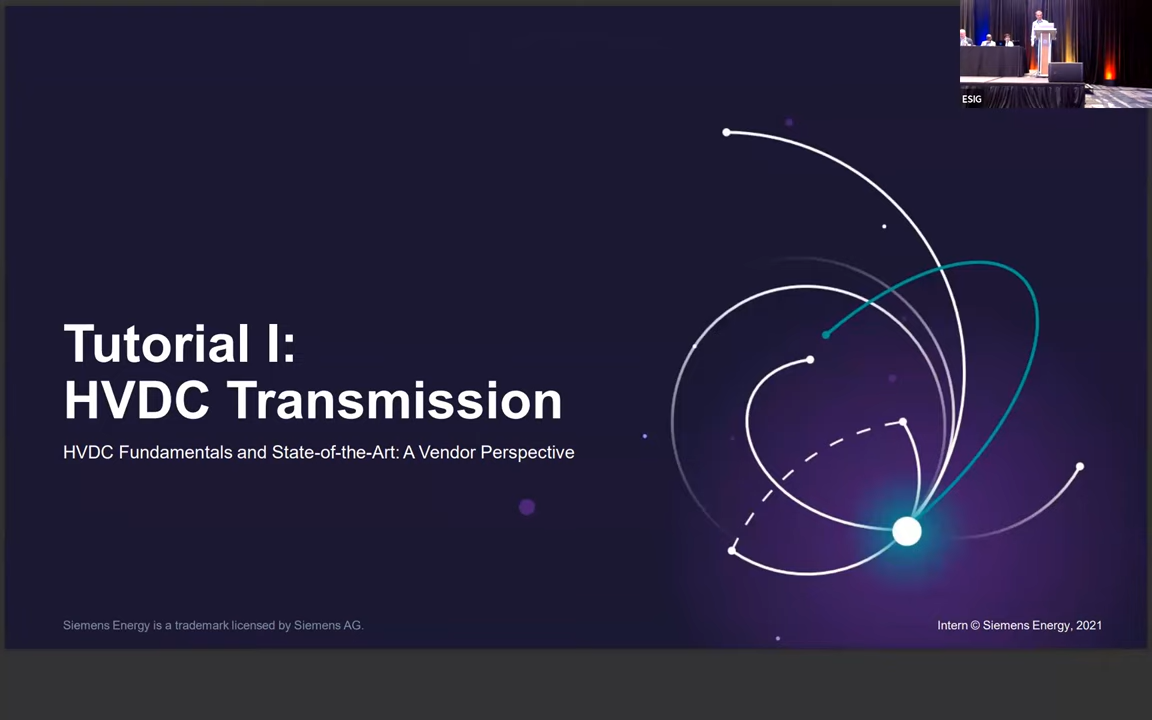 ESIG
Tutorial I:
HVDC Transmission
HVDC Fundamentals and State-of-the-Art: A Vendor Perspective
Siemens Energy is a trademark licensed by Siemens AG.
Intern © Siemens Energy, 2021